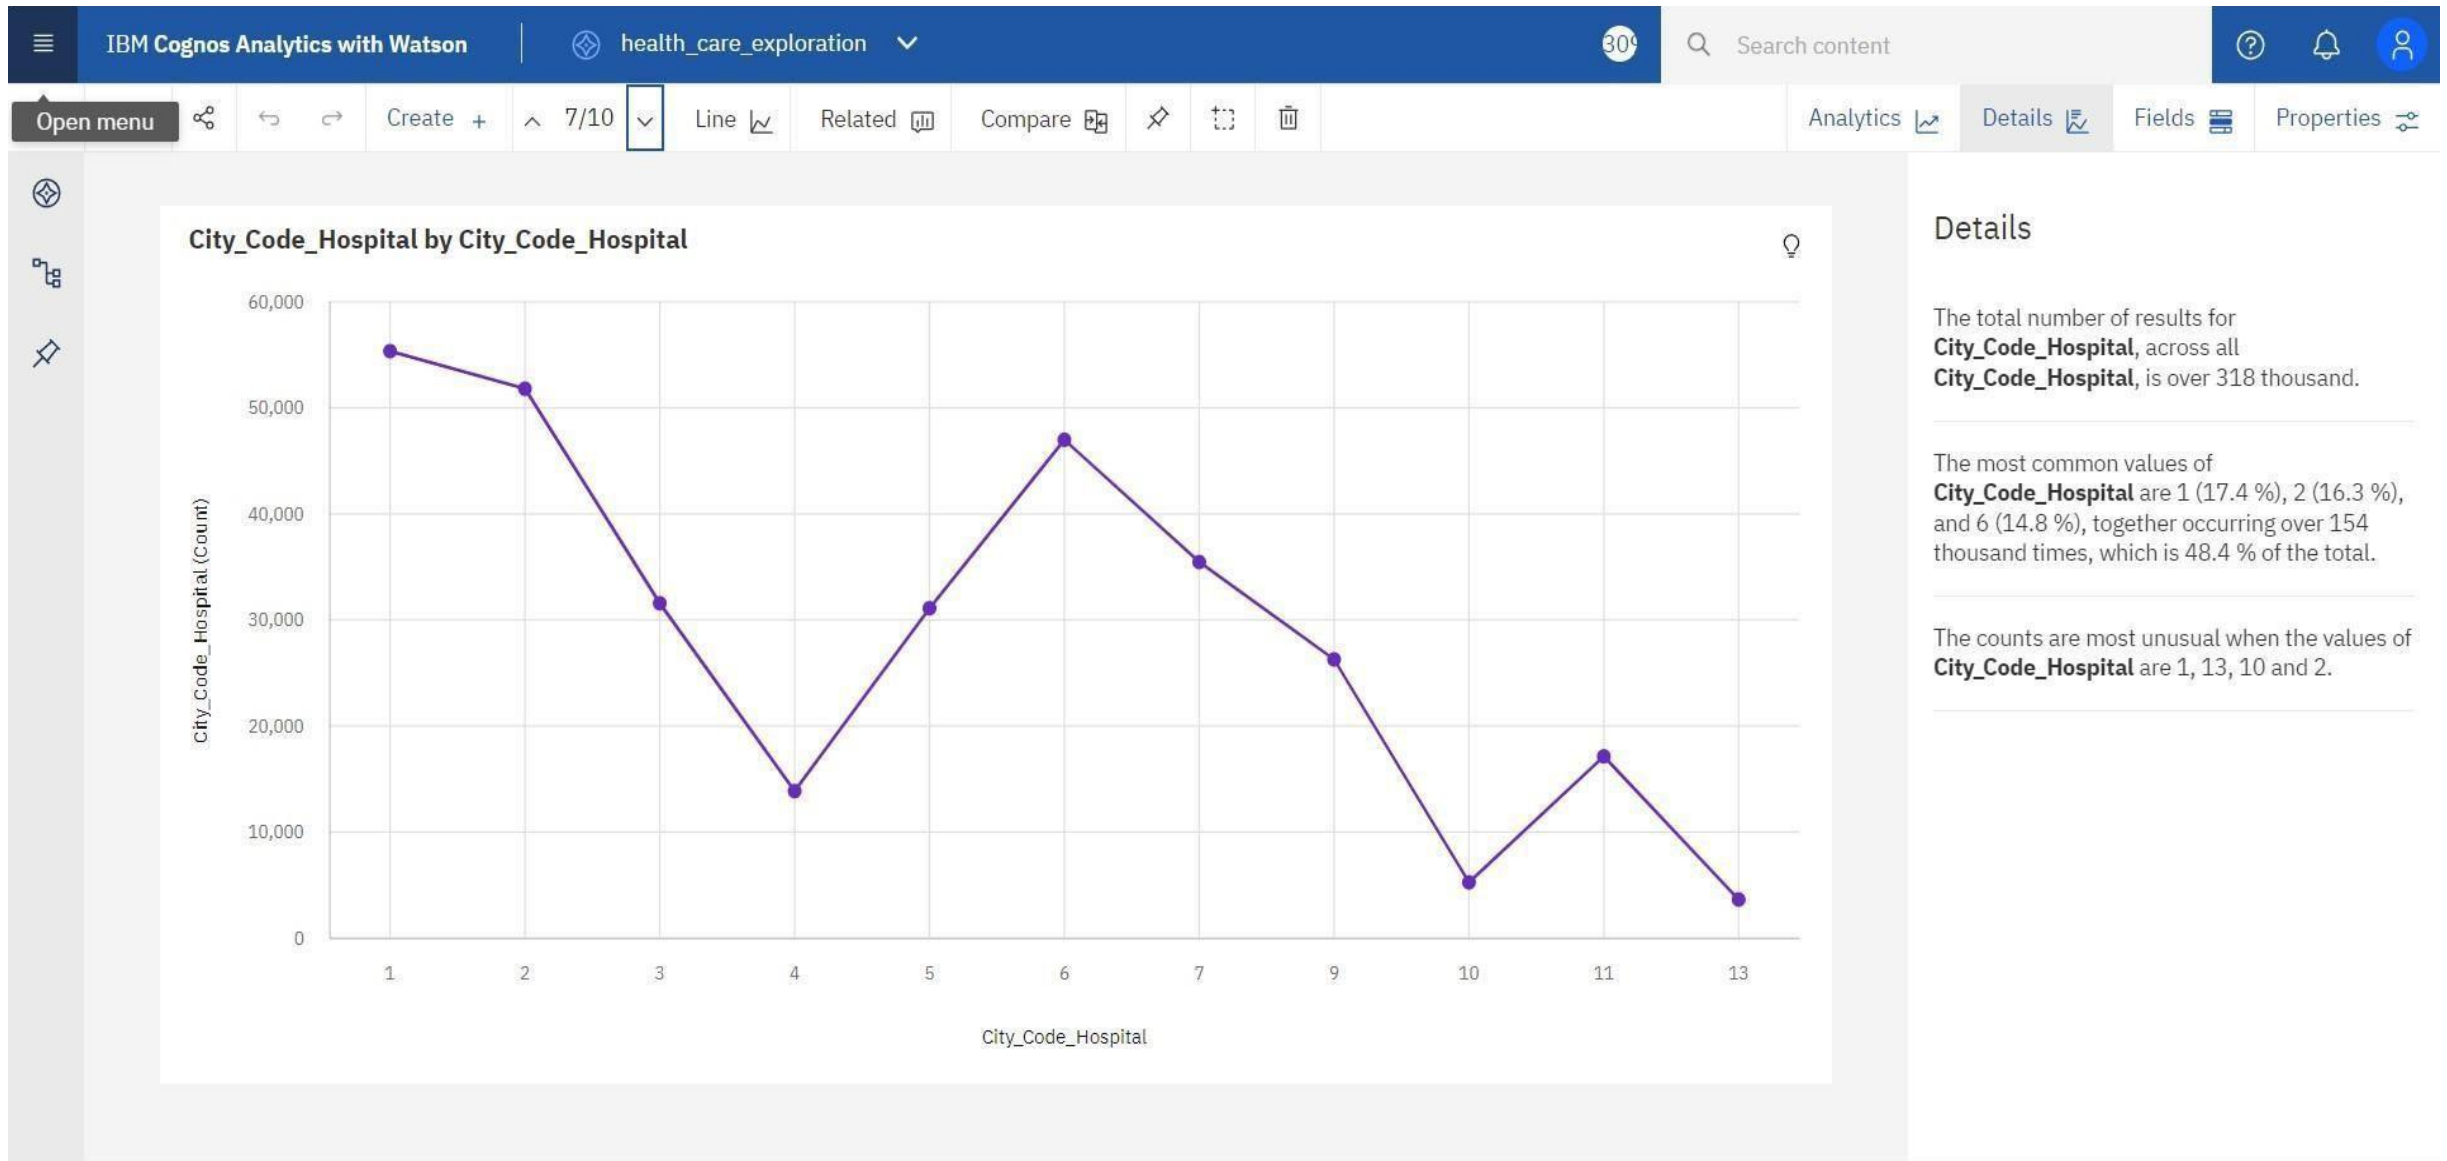 IBM Cognos Analytics with Watson
health_care_exploration
Search content
Open menu
Create +
7/10
Line
Related
Compare
Analytics
Details
Fields
Properties
City_Code_Hospital by City_Code_Hospital
City_Code_Hospital (Count)
60,000
50,000
40,000
30,000
20,000
10,000
0
1 2 3 4 5 6 7 9 10 11 13
City_Code_Hospital
Details
The total number of results for
City_Code_Hospital, across all
City_Code_Hospital, is over 318 thousand.
The most common values of
City_Code_Hospital are 1 (17.4 %), 2 (16.3 %),
and 6 (14.8 %), together occurring over 154
thousand times, which is 48.4 % of the total.
The counts are most unusual when the values of
City_Code_Hospital are 1, 13, 10 and 2.